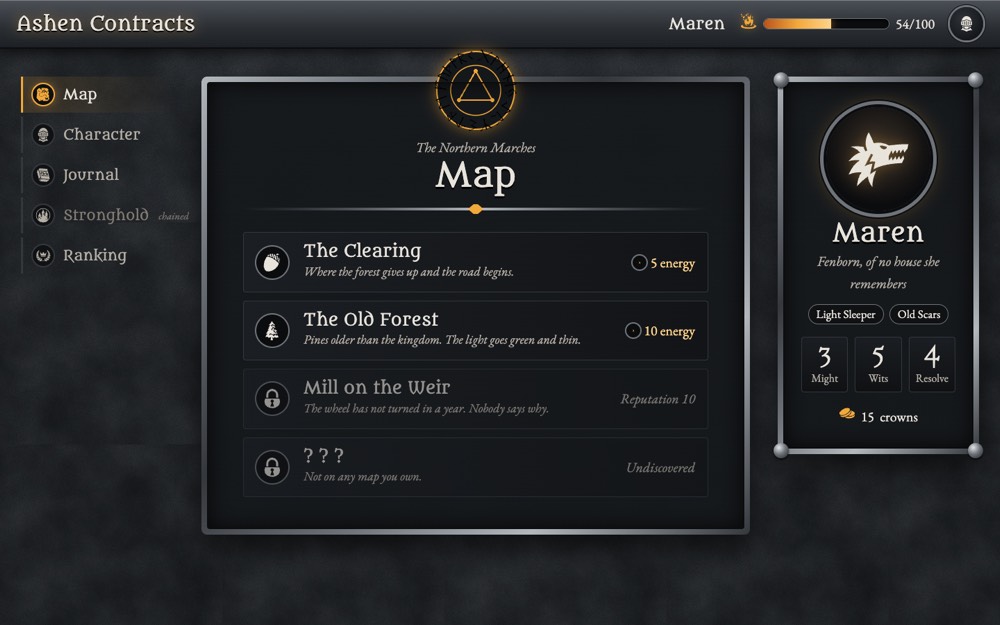 Ashen Contracts
Maren
54/100
Map
Character
Journal
Stronghold chained
Ranking
The Northern Marches
Map
The Clearing
Where the forest gives up and the road begins.
5 energy
The Old Forest
Pines older than the kingdom. The light goes green and thin.
10 energy
Mill on the Weir
The wheel has not turned in a year. Nobody says why.
Reputation 10
? ? ?
Not on any map you own.
Undiscovered
Maren
Fenborn, of no house she
remembers
Light Sleeper
Old Scars
3
Might
5
Wits
4
Resolve
15 crowns